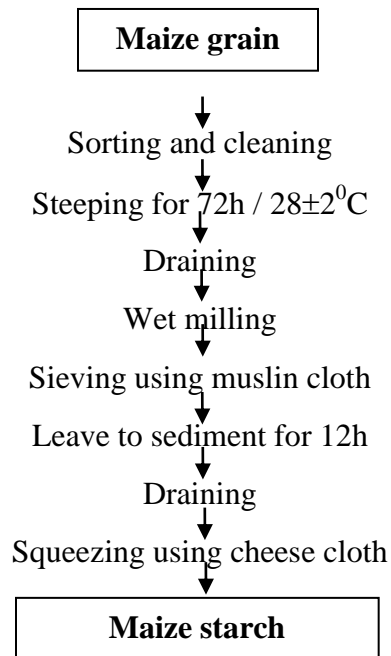 Maize grain
Sorting and cleaning
Steeping for 72h / 28±2⁰C
Draining
Wet milling
Sieving using muslin cloth
Leave to sediment for 12h
Draining
Squeezing using cheese cloth
Maize starch